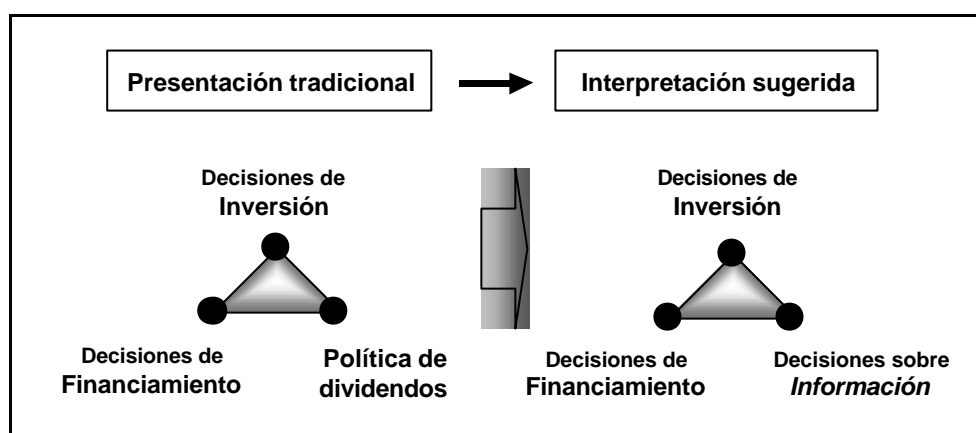 Presentación tradicional
Interpretación sugerida
Decisiones de
Inversión
Decisiones de
Financiamiento
Política de
dividendos
Decisiones de
Inversión
Decisiones de
Financiamiento
Decisiones sobre
Información